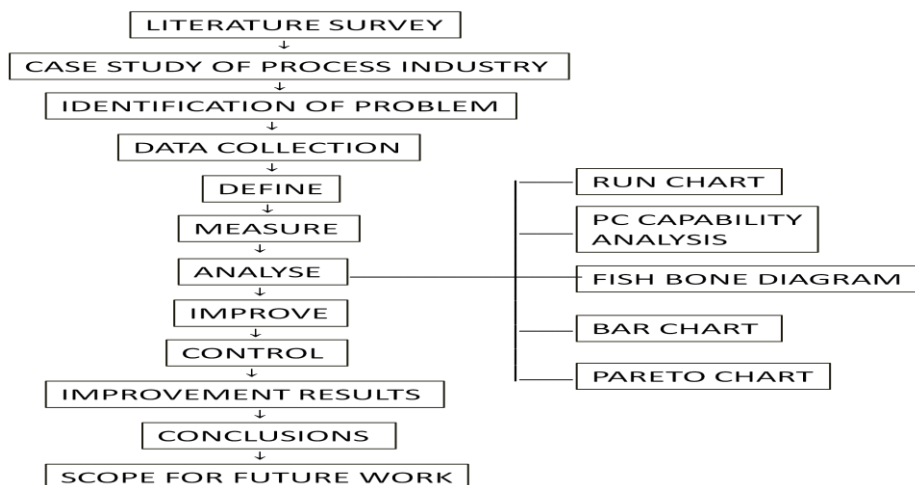 LITERATURE SURVEY
CASE STUDY OF PROCESS INDUSTRY
IDENTIFICATION OF PROBLEM
DATA COLLECTION
DEFINE
MEASURE
ANALYSE
IMPROVE
CONTROL
IMPROVEMENT RESULTS
CONCLUSIONS
SCOPE FOR FUTURE WORK
RUN CHART
PC CAPABILITY
ANALYSIS
FISH BONE DIAGRAM
BAR CHART
PARETO CHART